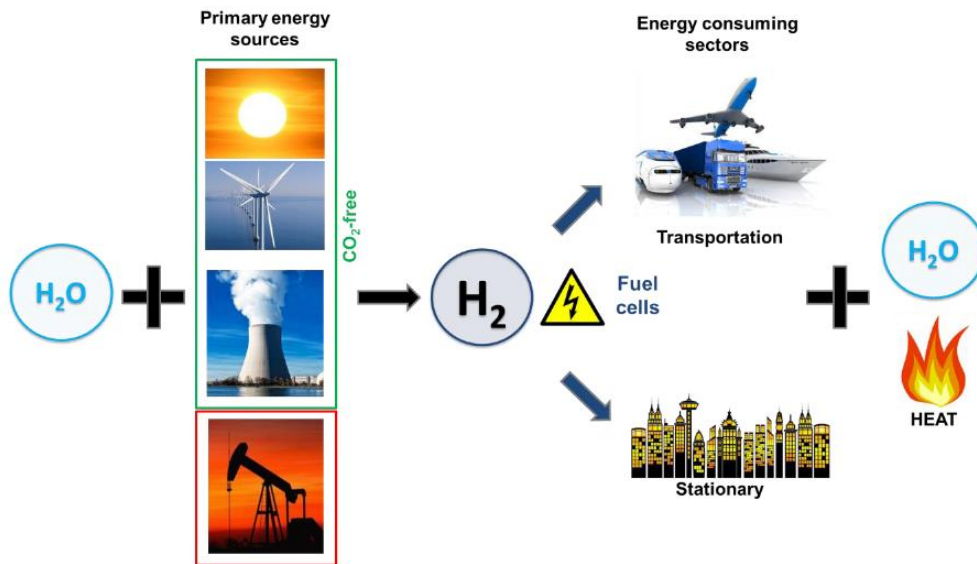 Primary energy
sources
Energy consuming
sectors
CO₂-free
H₂O
H₂
Fuel
cells
Transportation
Stationary
H₂O
HEAT